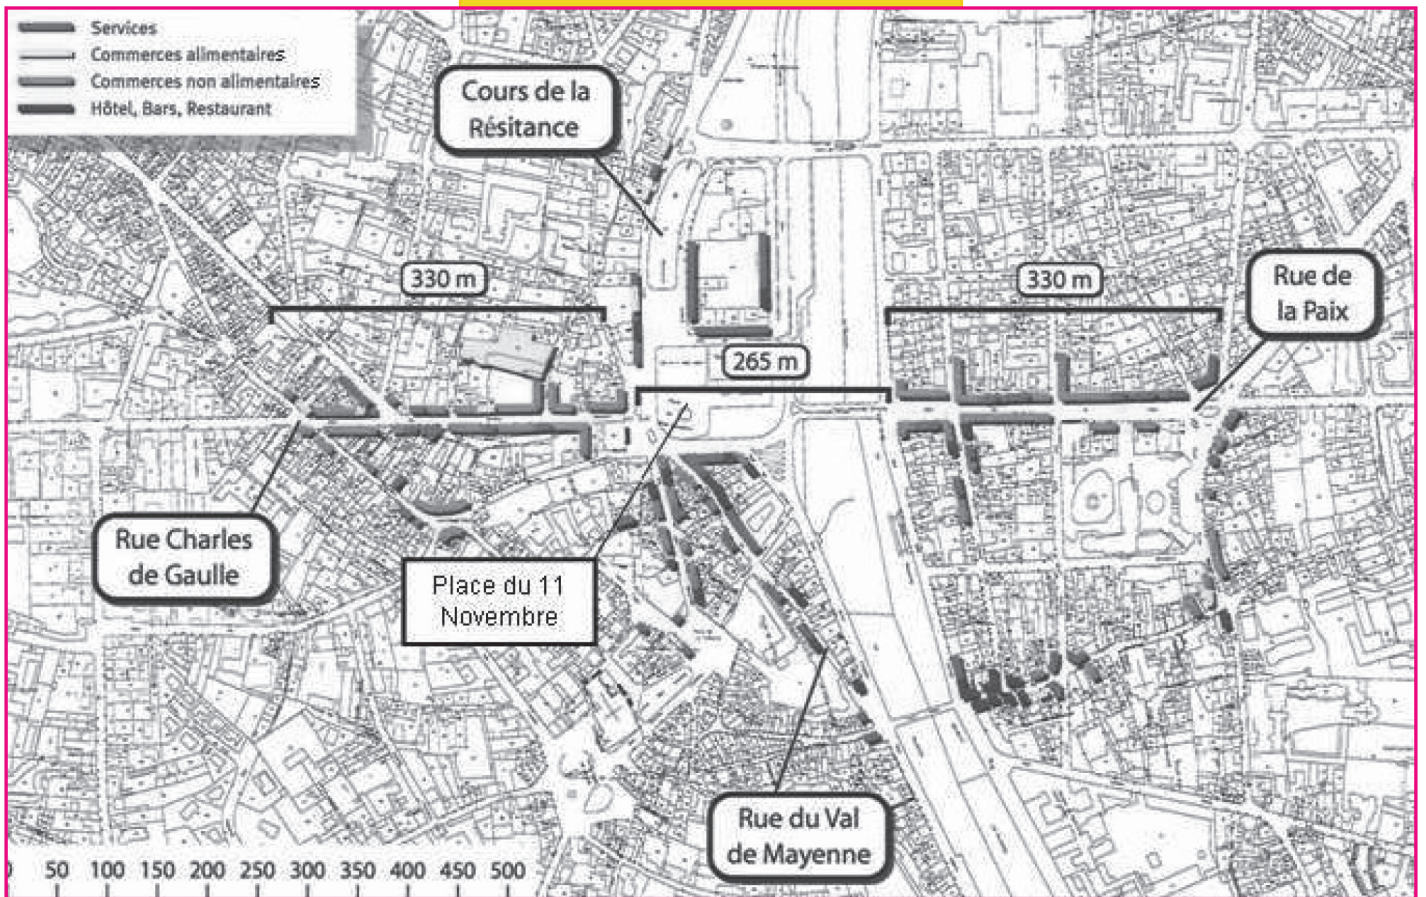 Services
Commerces alimentaires
Commerces non alimentaires
Hôtel, Bars, Restaurant
Cours de la
Résitance
330 m
330 m
Rue de
la Paix
265 m
Rue Charles
de Gaulle
Place du 11
Novembre
Rue du Val
de Mayenne
50 100 150 200 250 300 350 400 450 500